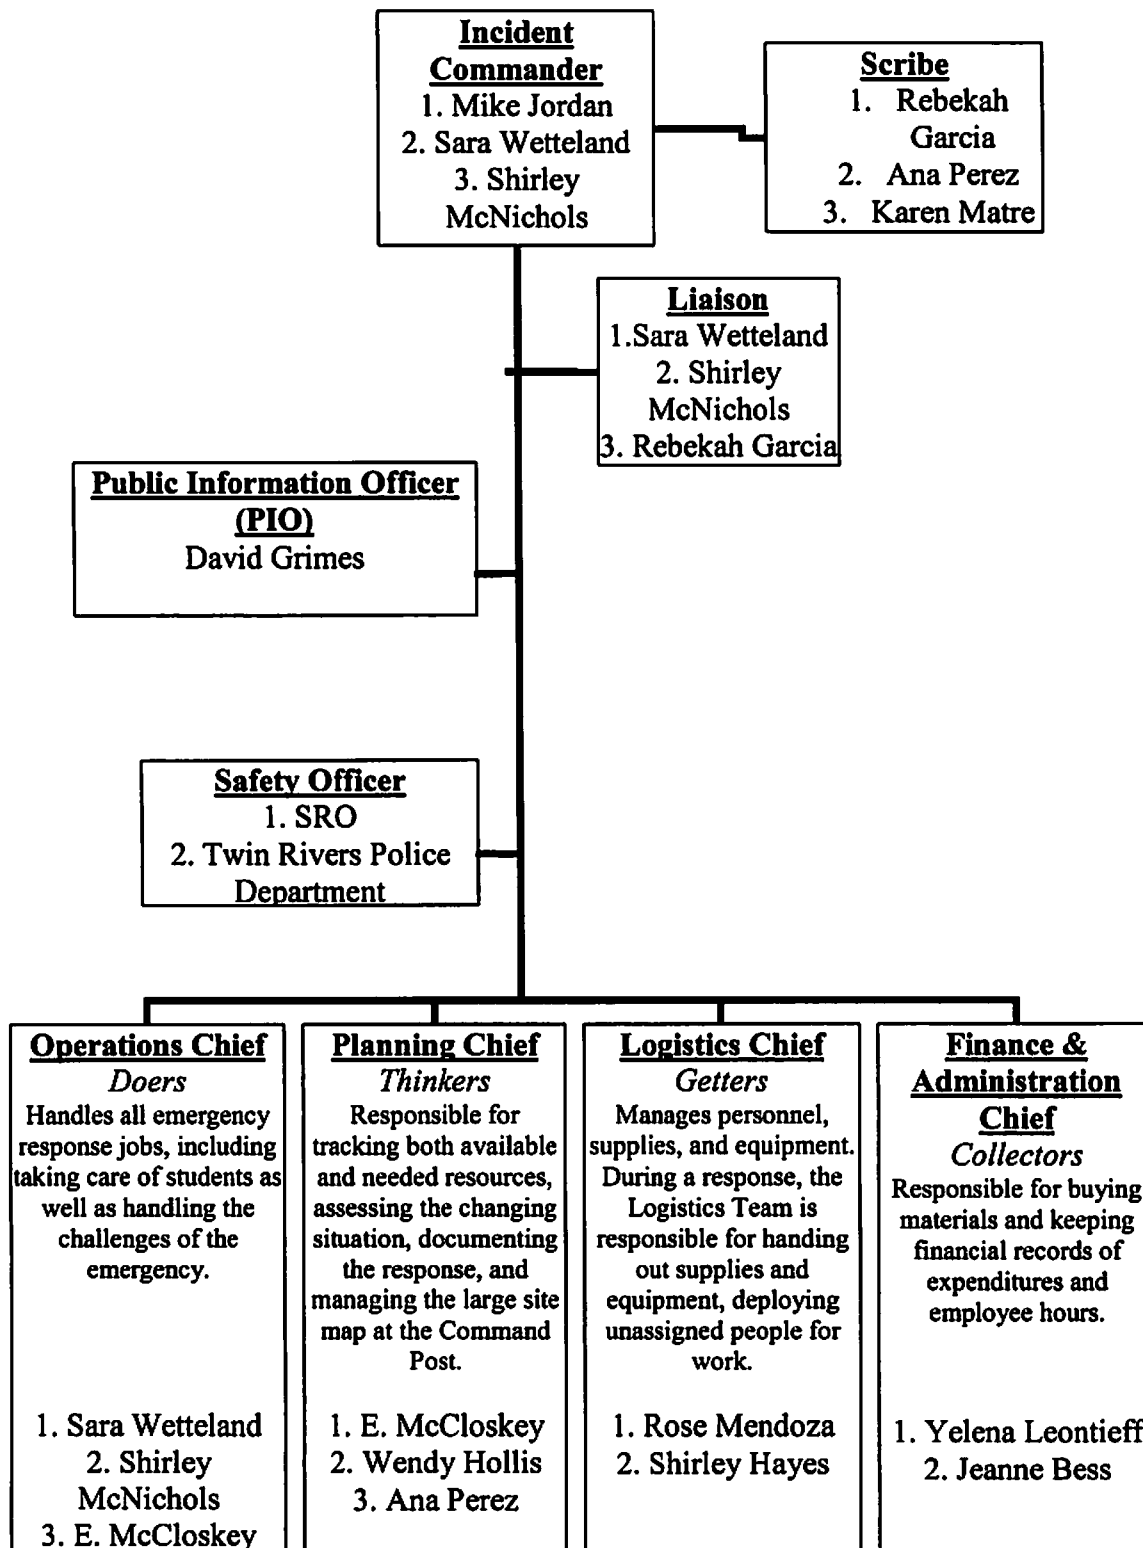 Incident
Commander
1. Mike Jordan
2. Sara Wetteland
3. Shirley
McNichols
Scribe
1. Rebekah
Garcia
2. Ana Perez
3. Karen Matre
Liaison
1.Sara Wetteland
2. Shirley
McNichols
3. Rebekah Garcia
Public Information Officer
(PIO)
David Grimes
Safety Officer
1. SRO
2. Twin Rivers Police
Department
Operations Chief
Doers
Handles all emergency
response jobs, including
taking care of students as
well as handling the
challenges of the
emergency.
1. Sara Wetteland
2. Shirley
McNichols
3. E. McCloskey
Planning Chief
Thinkers
Responsible for
tracking both available
and needed resources,
assessing the changing
situation, documenting
the response, and
managing the large site
map at the Command
Post.
1. E. McCloskey
2. Wendy Hollis
3. Ana Perez
Logistics Chief
Getters
Manages personnel,
supplies, and equipment.
During a response, the
Logistics Team is
responsible for handing
out supplies and
equipment, deploying
unassigned people for
work.
1. Rose Mendoza
2. Shirley Hayes
Finance &
Administration
Chief
Collectors
Responsible for buying
materials and keeping
financial records of
expenditures and
employee hours.
1. Yelena Leontieff
2. Jeanne Bess